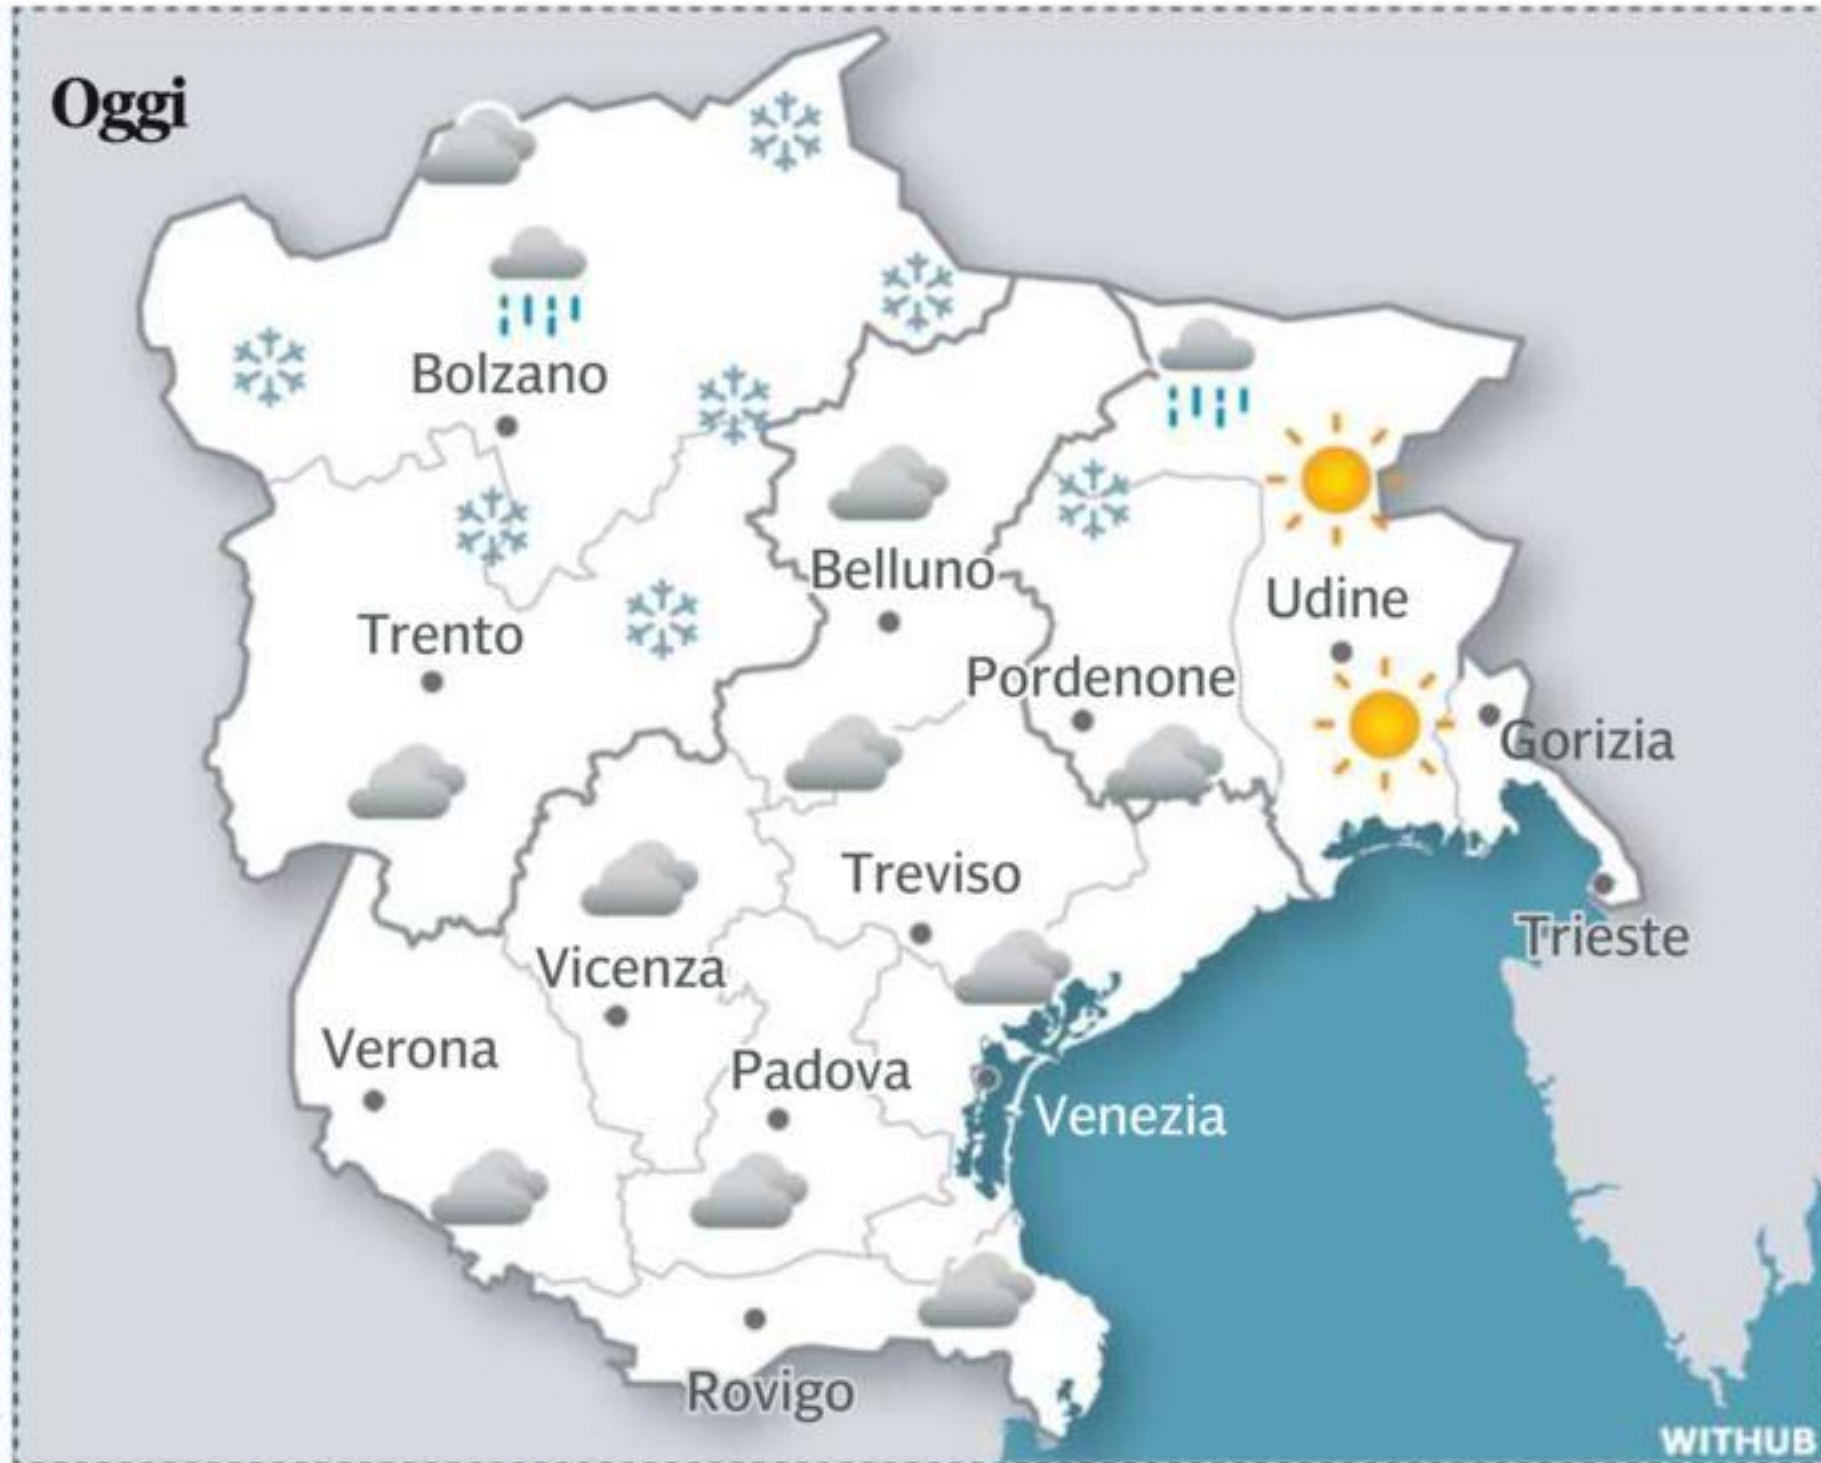 Oggi
Bolzano
Belluno
Udine
Trento
Pordenone
Gorizia
Treviso
Trieste
Vicenza
Verona
Padova
Venezia
Rovigo
WITHUB